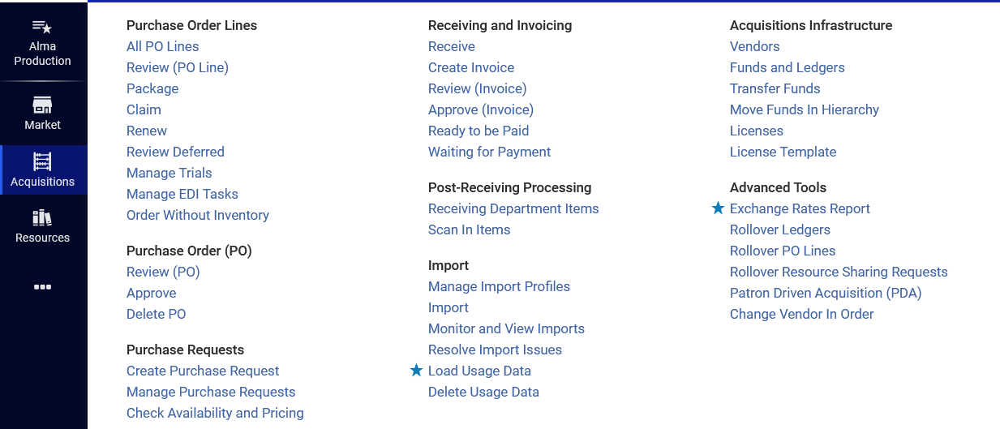 Alma
Production
Market
Acquisitions
Resources
Purchase Order Lines
All PO Lines
Review (PO Line)
Package
Claim
Renew
Review Deferred
Manage Trials
Manage EDI Tasks
Order Without Inventory
Purchase Order (PO)
Review (PO)
Approve
Delete PO
Purchase Requests
Create Purchase Request
Manage Purchase Requests
Check Availability and Pricing
Receiving and Invoicing
Receive
Create Invoice
Review (Invoice)
Approve (Invoice)
Ready to be Paid
Waiting for Payment
Post-Receiving Processing
Receiving Department Items
Scan In Items
Import
Manage Import Profiles
Import
Monitor and View Imports
Resolve Import Issues
Load Usage Data
Delete Usage Data
Acquisitions Infrastructure
Vendors
Funds and Ledgers
Transfer Funds
Move Funds In Hierarchy
Licenses
License Template
Advanced Tools
Exchange Rates Report
Rollover Ledgers
Rollover PO Lines
Rollover Resource Sharing Requests
Patron Driven Acquisition (PDA)
Change Vendor In Order